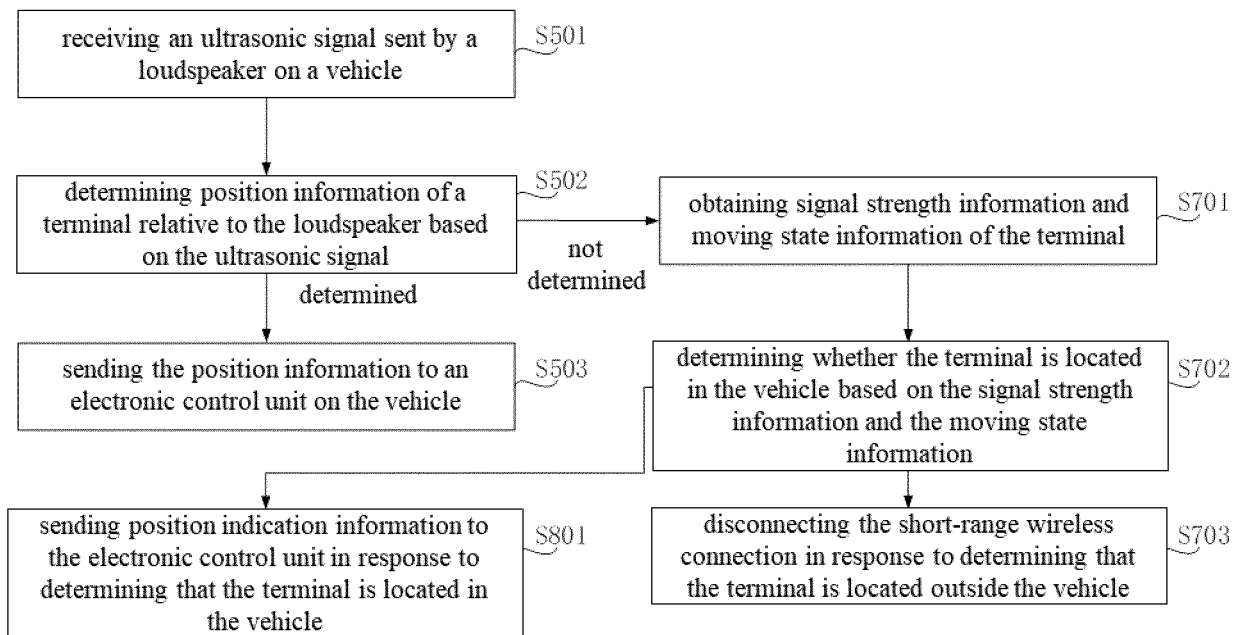 receiving an ultrasonic signal sent by a
loudspeaker on a vehicle
S501
determining position information of a
terminal relative to the loudspeaker based
on the ultrasonic signal
S502
not
determined
determined
obtaining signal strength information and
moving state information of the terminal
S701
sending the position information to an
electronic control unit on the vehicle
S503
determining whether the terminal is located
in the vehicle based on the signal strength
information and the moving state
information
S702
sending position indication information to
the electronic control unit in response to
determining that the terminal is located in
the vehicle
S801
disconnecting the short-range wireless
connection in response to determining that
the terminal is located outside the vehicle
S703